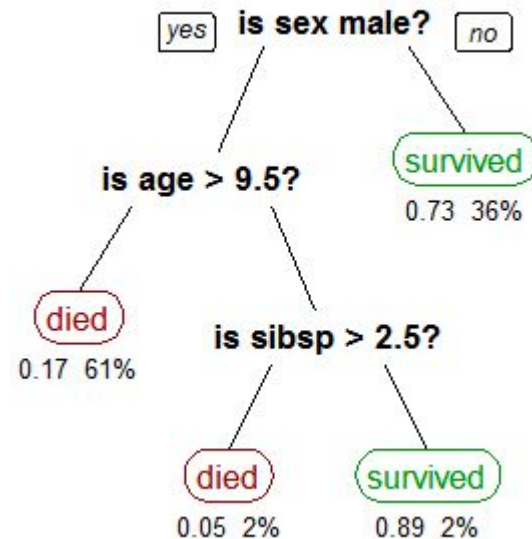 yes is sex male? no
survived
is age > 9.5?
0.73 36%
died
0.17 61%
is sibsp > 2.5?
died survived
0.05 2% 0.89 2%